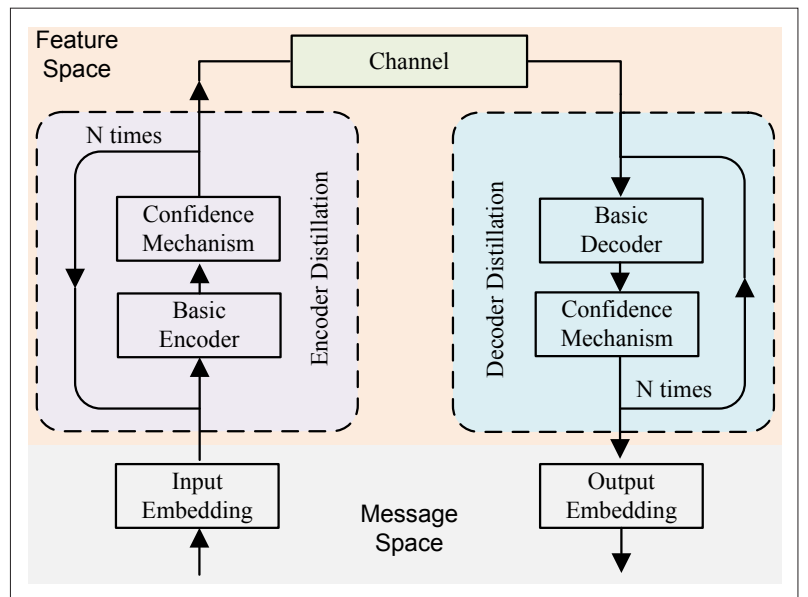 Feature
Space
Channel
N times
Confidence
Mechanism
Basic
Encoder
Encoder Distillation
Decoder Distillation
Basic
Decoder
Confidence
Mechanism
N times
Input
Embedding
Message
Space
Output
Embedding